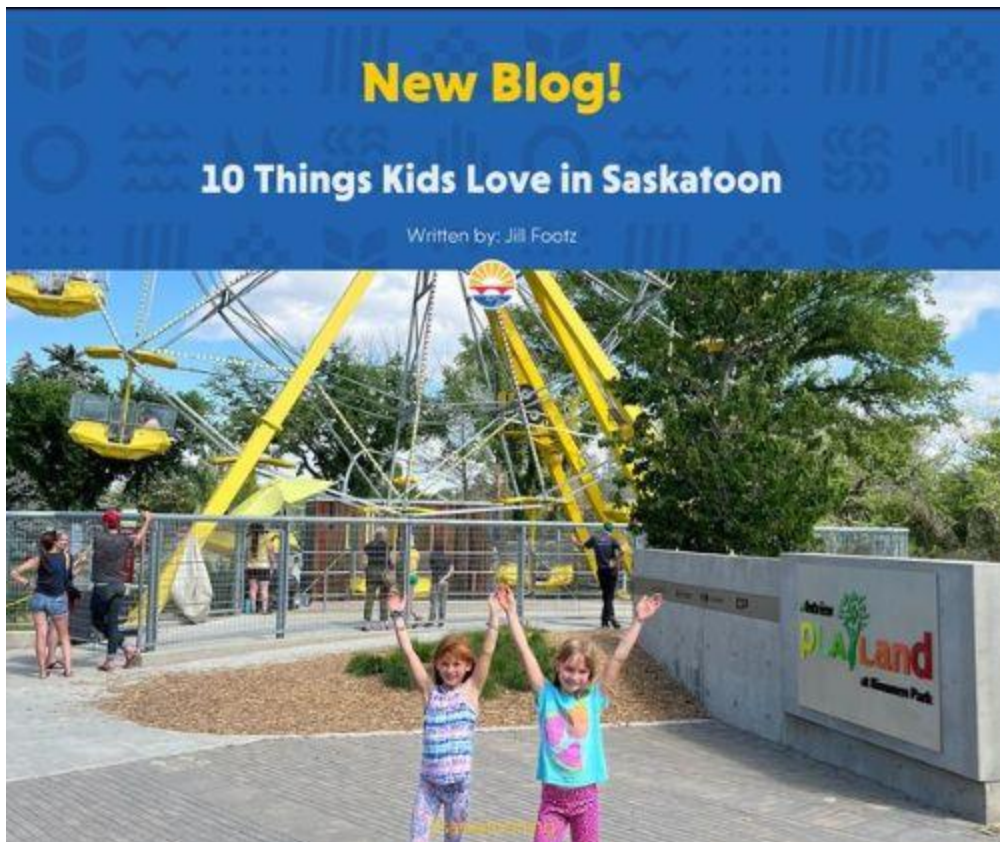 New Blog!
10 Things Kids Love in Saskatoon
Written by: Jill Footz
PLAYLand
at Kinsmen Park